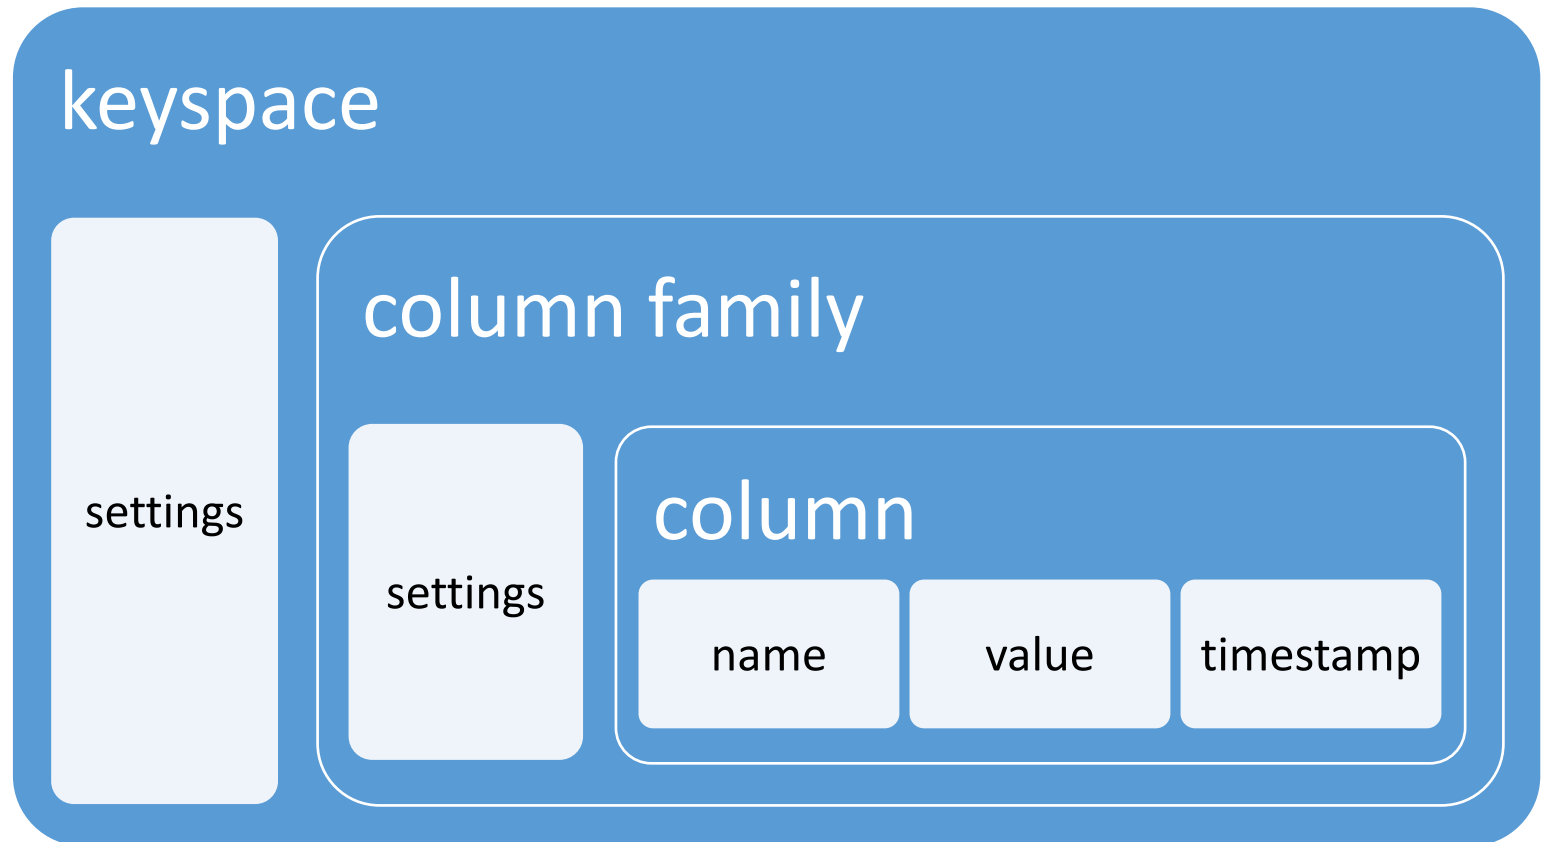 keyspace
column family
settings
column
settings
name value timestamp